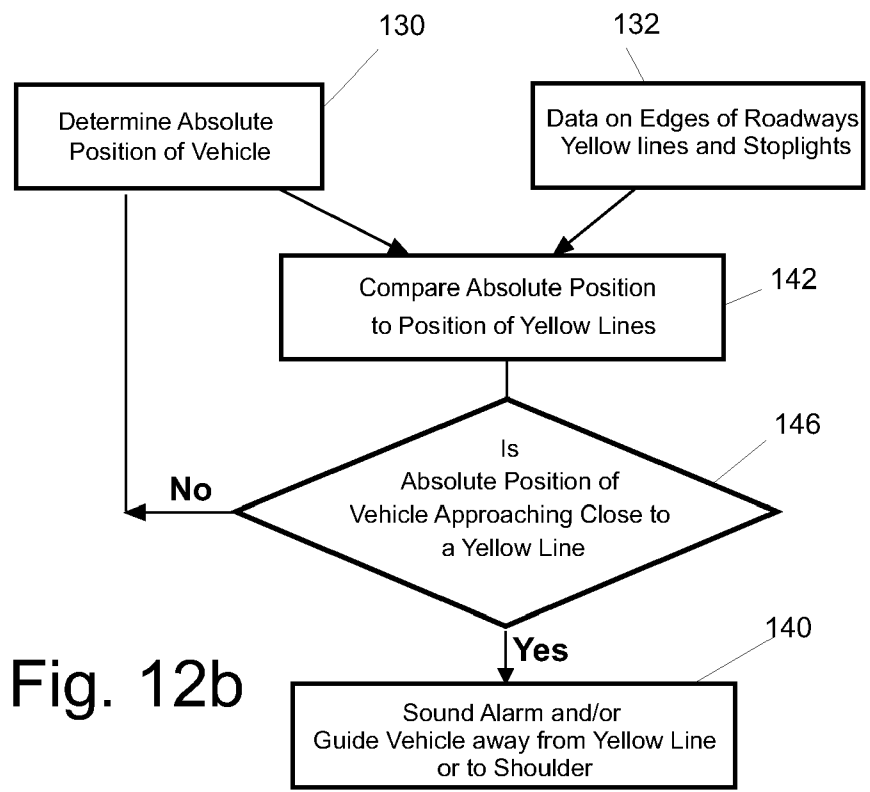 130
132
Determine Absolute
Position of Vehicle
Data on Edges of Roadways
Yellow lines and Stoplights
Compare Absolute Position
to Position of Yellow Lines
142
146
Is
Absolute Position of
Vehicle Approaching Close to
a Yellow Line
No
Yes
140
Fig. 12b
Sound Alarm and/or
Guide Vehicle away from Yellow Line
or to Shoulder